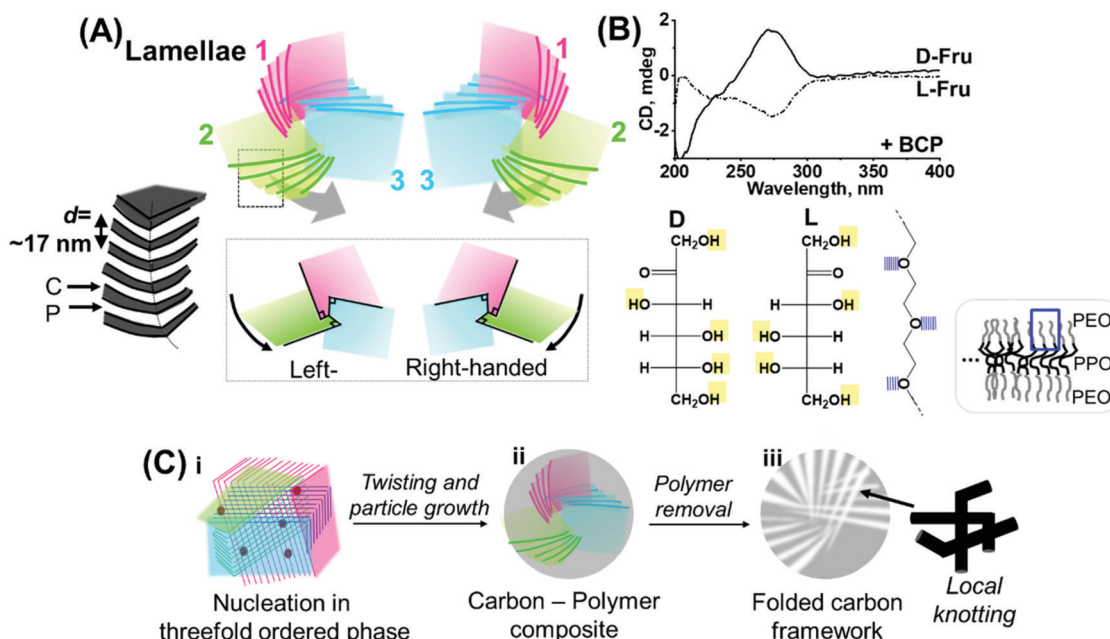 (A)
Lamellae
1
2
3
1
2
3
d=
~17 nm
C
P
Left-
Right-handed
(B)
CD, mdeg
2
0
-2
D-Fru
L-Fru
+ BCP
200 250 300 350 400
Wavelength, nm
D
CH₂OH
O
HO H
H OH
H OH
CH₂OH
L
CH₂OH
O
H OH
HO H
HO H
CH₂OH
O
O
O
PEO
PPO
PEO
...
(C)
i
Nucleation in
threefold ordered phase
Twisting and
particle growth
ii
Carbon – Polymer
composite
Polymer
removal
iii
Folded carbon
framework
Local
knotting